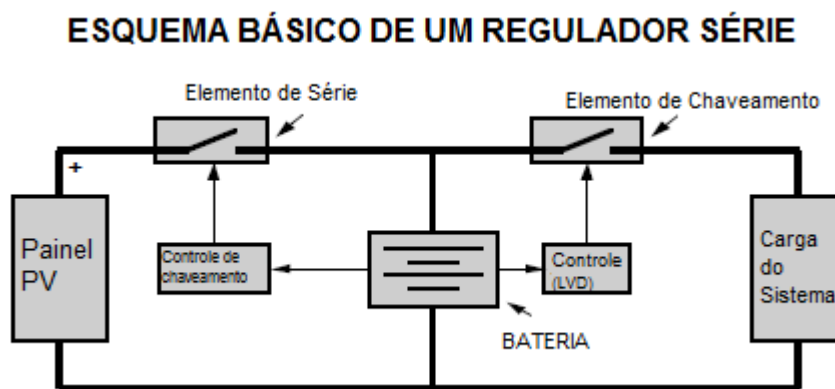 ESQUEMA BÁSICO DE UM REGULADOR SÉRIE
Elemento de Série
Elemento de Chaveamento
+
Painel
PV
Controle de
chaveamento
Controle
(LVD)
Carga
do
Sistema
BATERIA